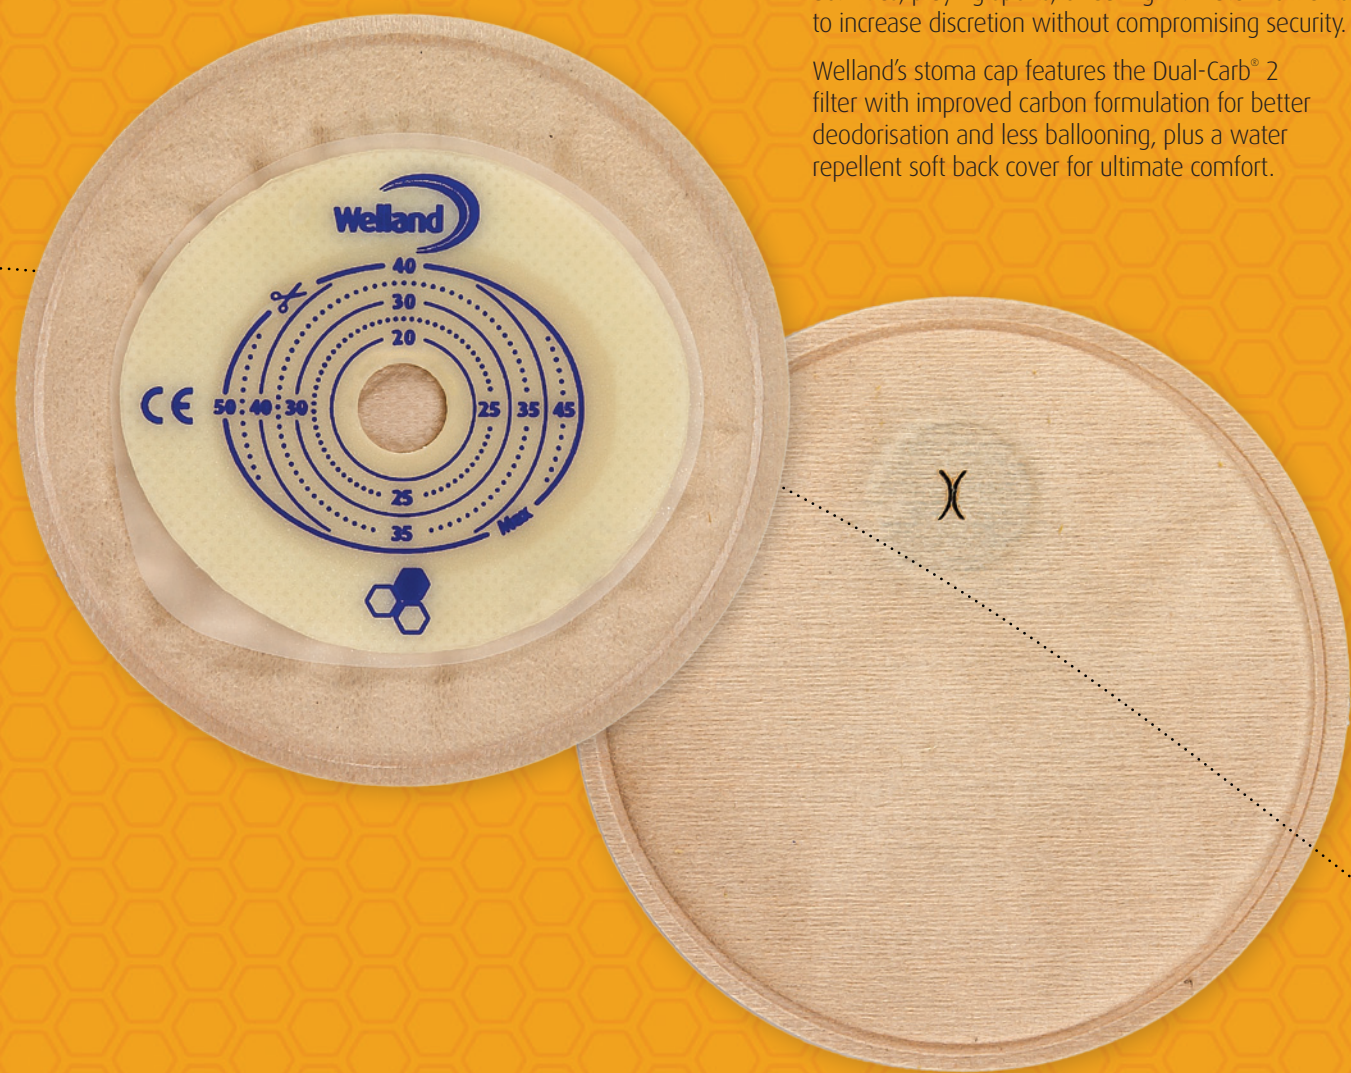 to increase discretion without compromising security.
Welland's stoma cap features the Dual-Carb® 2
filter with improved carbon formulation for better
deodorisation and less ballooning, plus a water
repellent soft back cover for ultimate comfort.
Welland
40
30
20
CE 50 40 30 25 35 45
25
35
Max